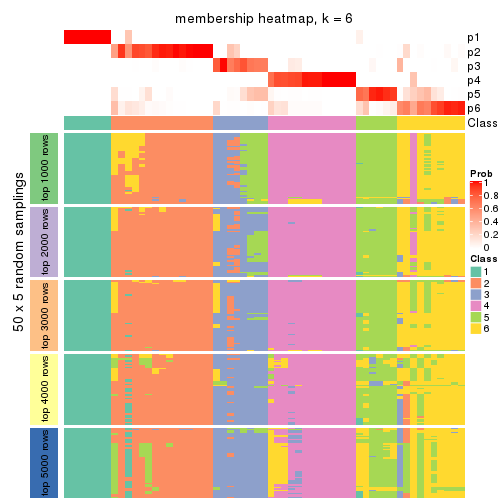 membership heatmap, k = 6
p1
p2
p3
p4
p5
p6
Class
50 x 5 random samplings
top 1000 rows
top 2000 rows
top 3000 rows
top 4000 rows
top 5000 rows
Prob
1
0.8
0.6
0.4
0.2
0
Class
1
2
3
4
5
6